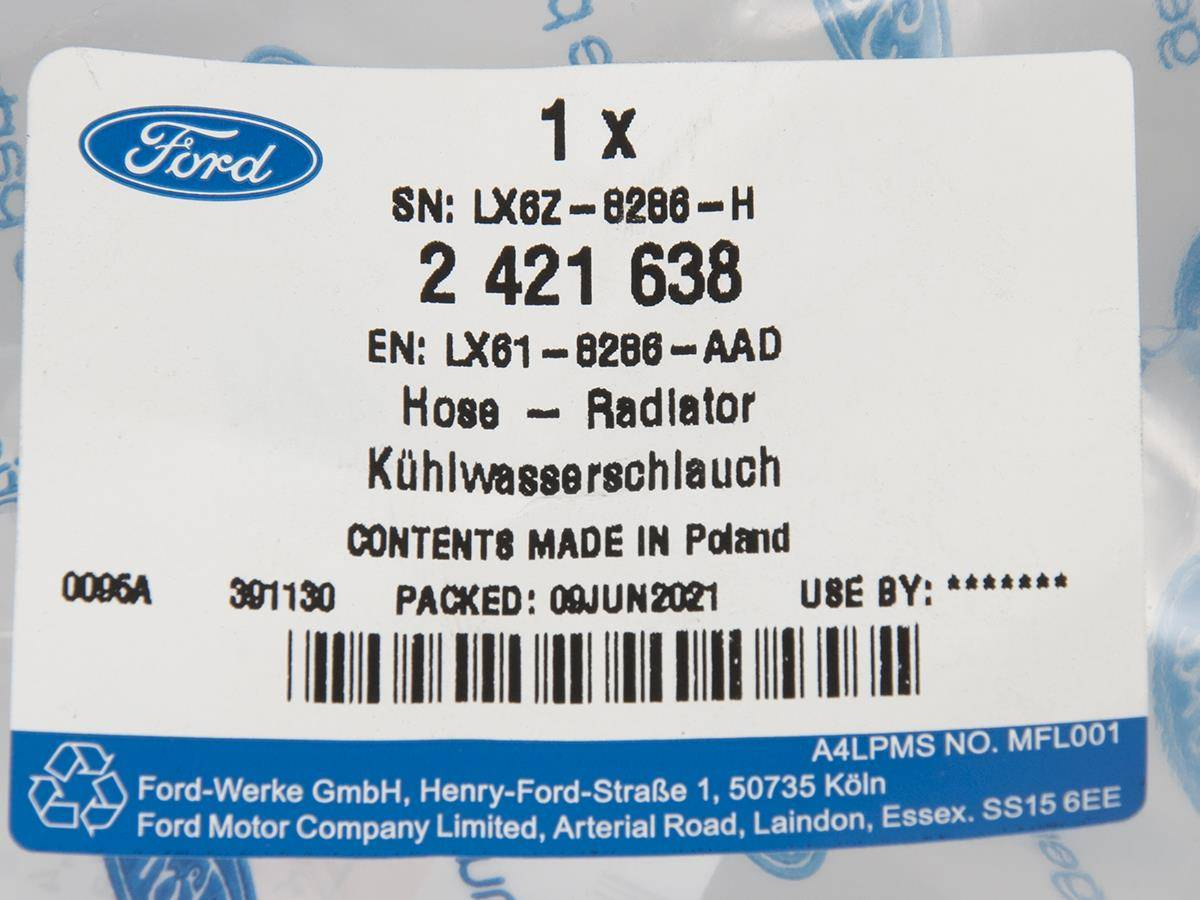 Ford
1 x
SN: LX6Z-8286-H
2 421 638
EN: LX61-8286-AAD
Hose - Radiator
Kühlwasserschlauch
CONTENTS MADE IN Poland
0095A 391130 PACKED: 09JUN2021 USE BY: *******
A4LPMS NO. MFL001
Ford-Werke GmbH, Henry-Ford-Straße 1, 50735 Köln
Ford Motor Company Limited, Arterial Road, Laindon, Essex. SS15 6EE